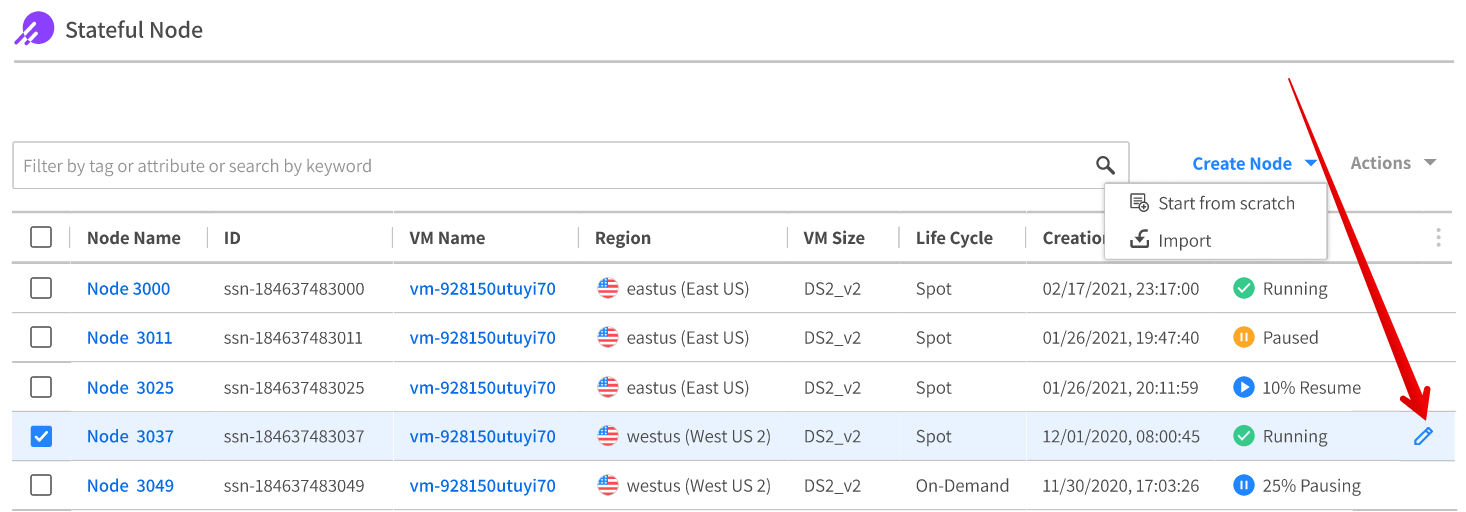 Stateful Node
Filter by tag or attribute or search by keyword
Create Node
Actions
Start from scratch
Import
Node Name ID VM Name Region VM Size Life Cycle Creation
Node 3000 ssn-184637483000 vm-928150utuyi70 eastus (East US) DS2_v2 Spot 02/17/2021, 23:17:00 Running
Node 3011 ssn-184637483011 vm-928150utuyi70 eastus (East US) DS2_v2 Spot 01/26/2021, 19:47:40 Paused
Node 3025 ssn-184637483025 vm-928150utuyi70 eastus (East US) DS2_v2 Spot 01/26/2021, 20:11:59 10% Resume
Node 3037 ssn-184637483037 vm-928150utuyi70 westus (West US 2) DS2_v2 Spot 12/01/2020, 08:00:45 Running
Node 3049 ssn-184637483049 vm-928150utuyi70 westus (West US 2) DS2_v2 On-Demand 11/30/2020, 17:03:26 25% Pausing